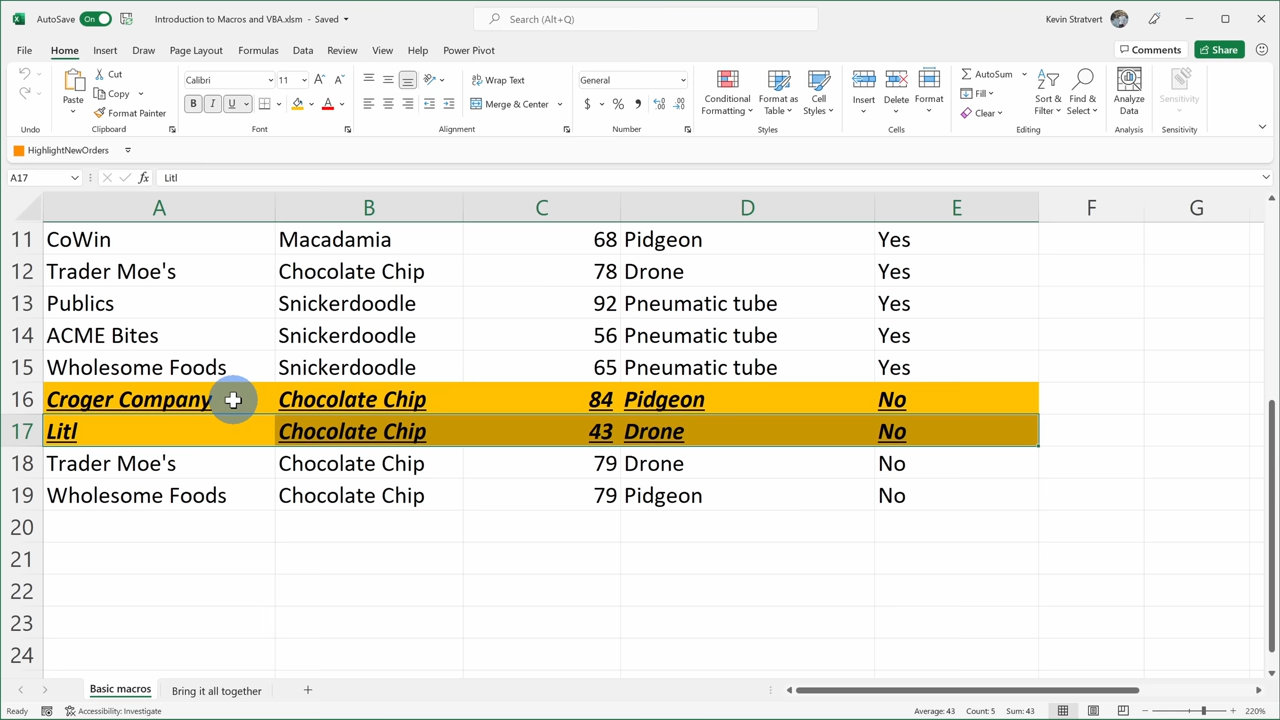 AutoSave On Introduction to Macros and VBA.xlsm - Saved Search (Alt+Q) Kevin Stratvert
File Home Insert Draw Page Layout Formulas Data Review View Help Power Pivot Comments Share
Paste Cut Copy Format Painter
Calibri 11 B I U A
Wrap Text Merge & Center
General $ % ,
Conditional Formatting Format as Table Cell Styles
Insert Delete Format
AutoSum Fill Clear Sort & Filter Find & Select
Analyze Data Sensitivity
Undo Clipboard Font Alignment Number Styles Cells Editing Analysis Sensitivity
HighlightNewOrders
A17 fx Litl
A B C D E F G
11 CoWin Macadamia 68 Pidgeon Yes
12 Trader Moe's Chocolate Chip 78 Drone Yes
13 Publics Snickerdoodle 92 Pneumatic tube Yes
14 ACME Bites Snickerdoodle 56 Pneumatic tube Yes
15 Wholesome Foods Snickerdoodle 65 Pneumatic tube Yes
16 Croger Company Chocolate Chip 84 Pidgeon No
17 Litl Chocolate Chip 43 Drone No
18 Trader Moe's Chocolate Chip 79 Drone No
19 Wholesome Foods Chocolate Chip 79 Pidgeon No
20
21
22
23
24
Basic macros Bring it all together
Ready Accessibility: Investigate Average: 43 Count: 5 Sum: 43 220%